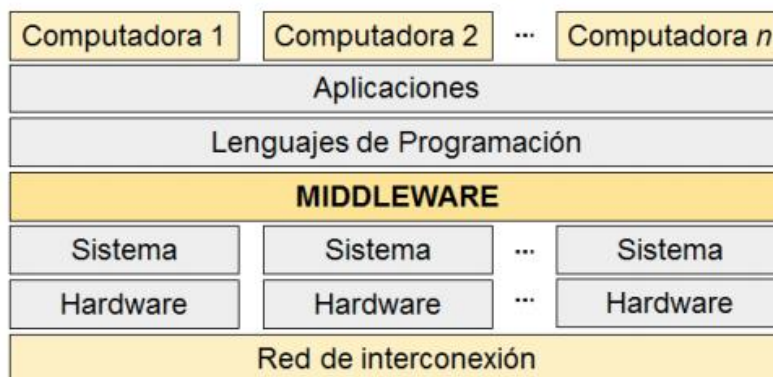 Computadora 1 Computadora 2 ... Computadora n
Aplicaciones
Lenguajes de Programación
MIDDLEWARE
Sistema Sistema ... Sistema
Hardware Hardware ... Hardware
Red de interconexión